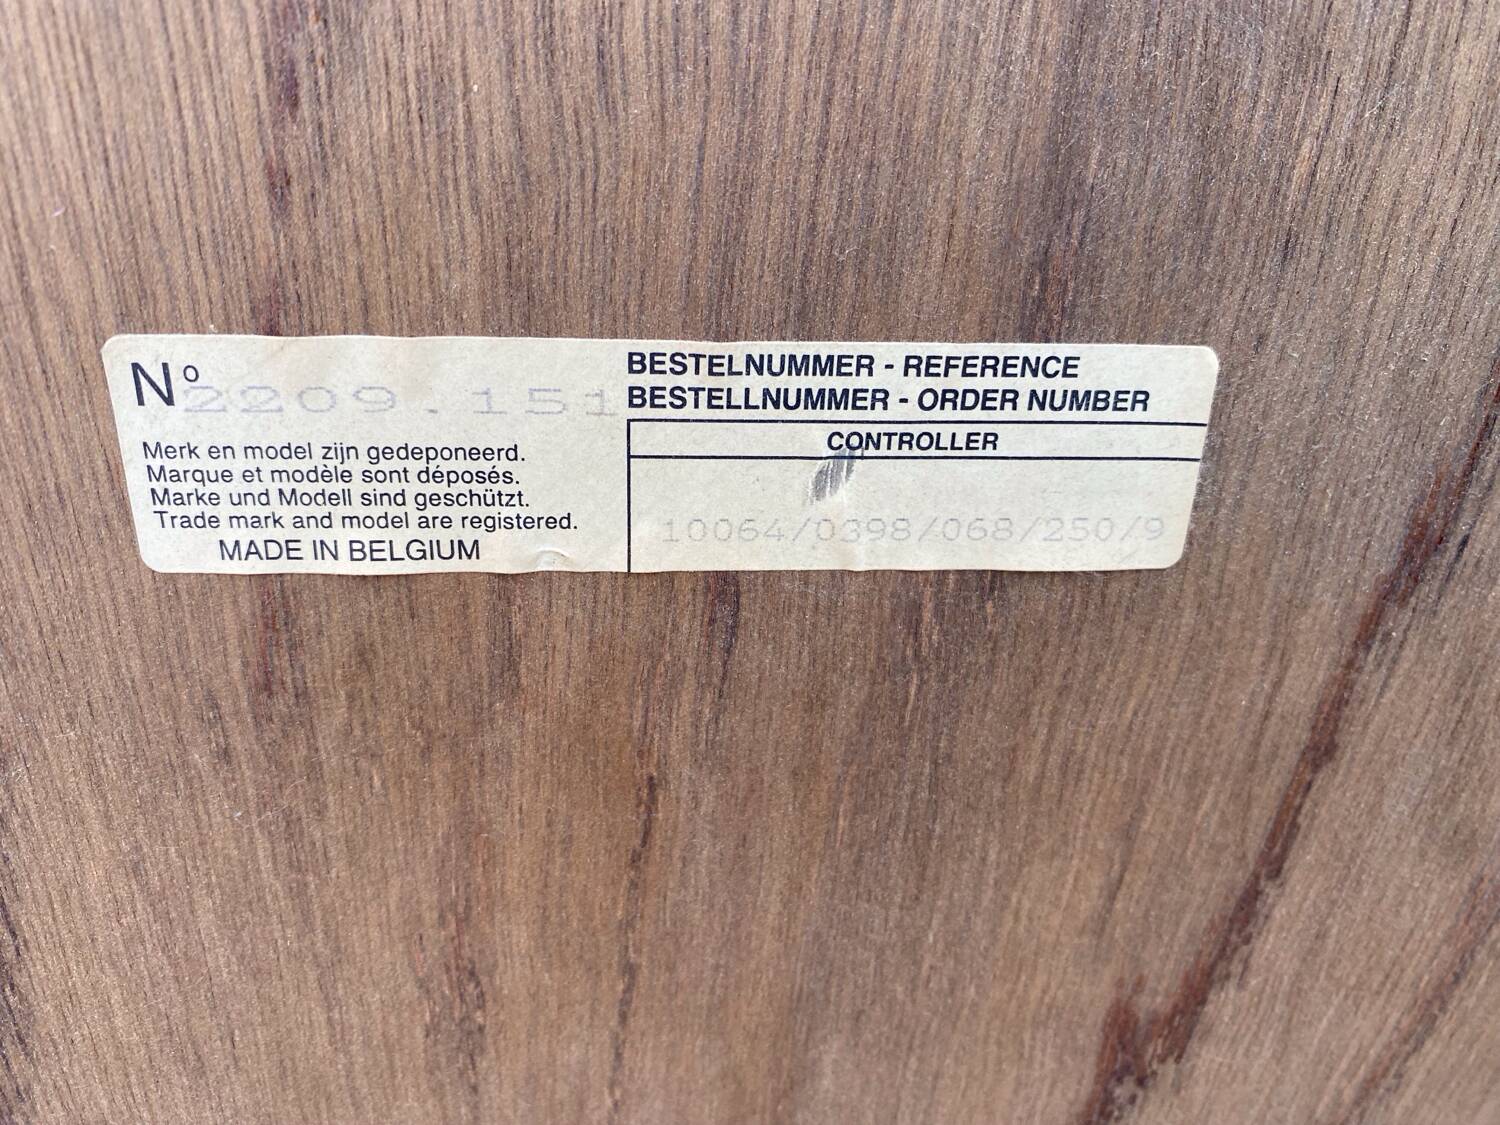 Nº 2209.151
Merk en model zijn gedeponeerd.
Marque et modèle sont déposés.
Marke und Modell sind geschützt.
Trade mark and model are registered.
MADE IN BELGIUM
BESTELNUMMER - REFERENCE
BESTELLNUMMER - ORDER NUMBER
CONTROLLER
10064/0398/068/250/9